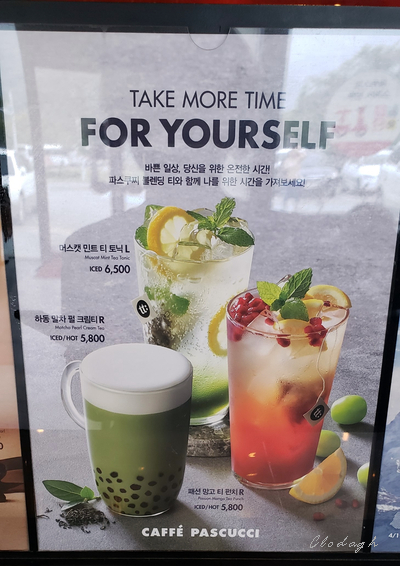 TAKE MORE TIME
FOR YOURSELF
바쁜 일상, 당신을 위한 온전한 시간!
파스쿠찌 블렌딩 티와 함께 나를 위한 시간을 가져보세요!
머스캣 민트 티 토닉 L
Muscat Mint Tea Tonic
ICED 6,500
하동 말차 펄 크림티 R
Matcha Pearl Cream Tea
ICED/HOT 5,800
패션 망고 티 펀치 R
Passion Mango Tea Punch
ICED/HOT 5,800
CAFFÉ PASCUCCI
Clodagh